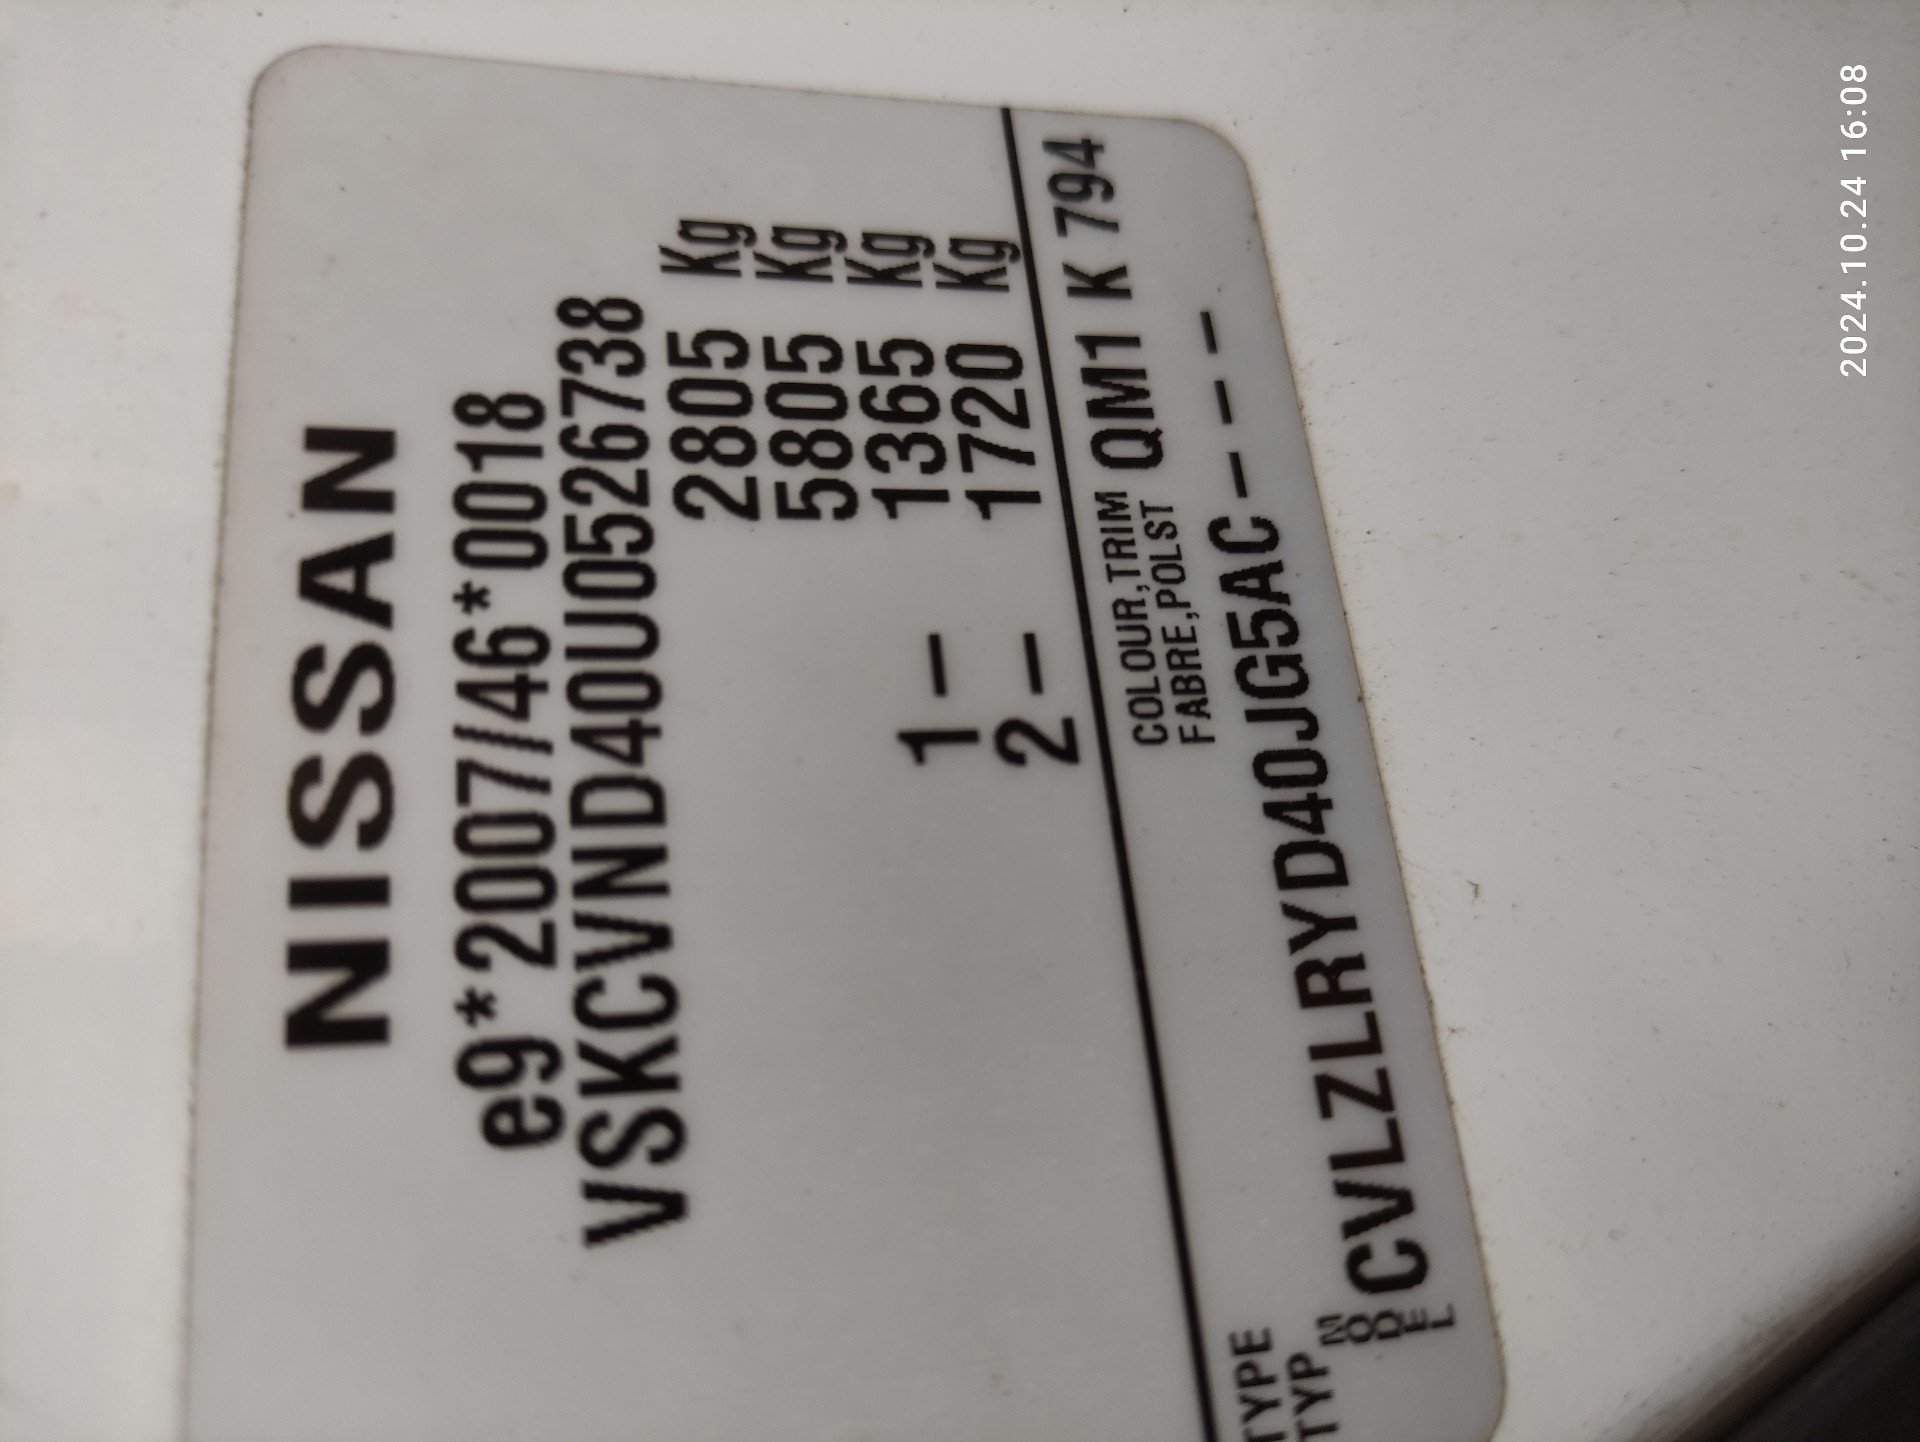 NISSAN
e9*2007/46*0018
VSKCVND40U0526738
2805 Kg
5805 Kg
1 - 1365 Kg
2 - 1720 Kg
TYPE
TYP
COLOUR,TRIM
FABRE,POLST
QM1 K 794
MODEL
CVLZLRYD40JG5AC----
2024.10.24 16:08